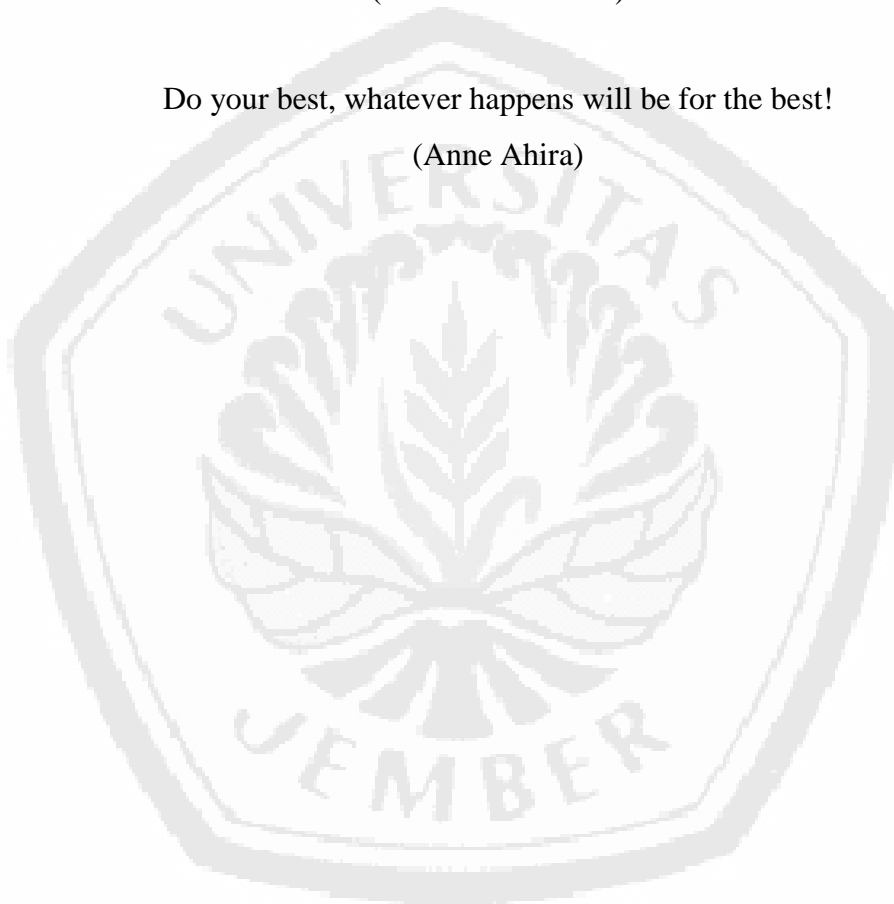 Do your best, whatever happens will be for the best!
(Anne Ahira)
UNIVERSITAS
JEMBER